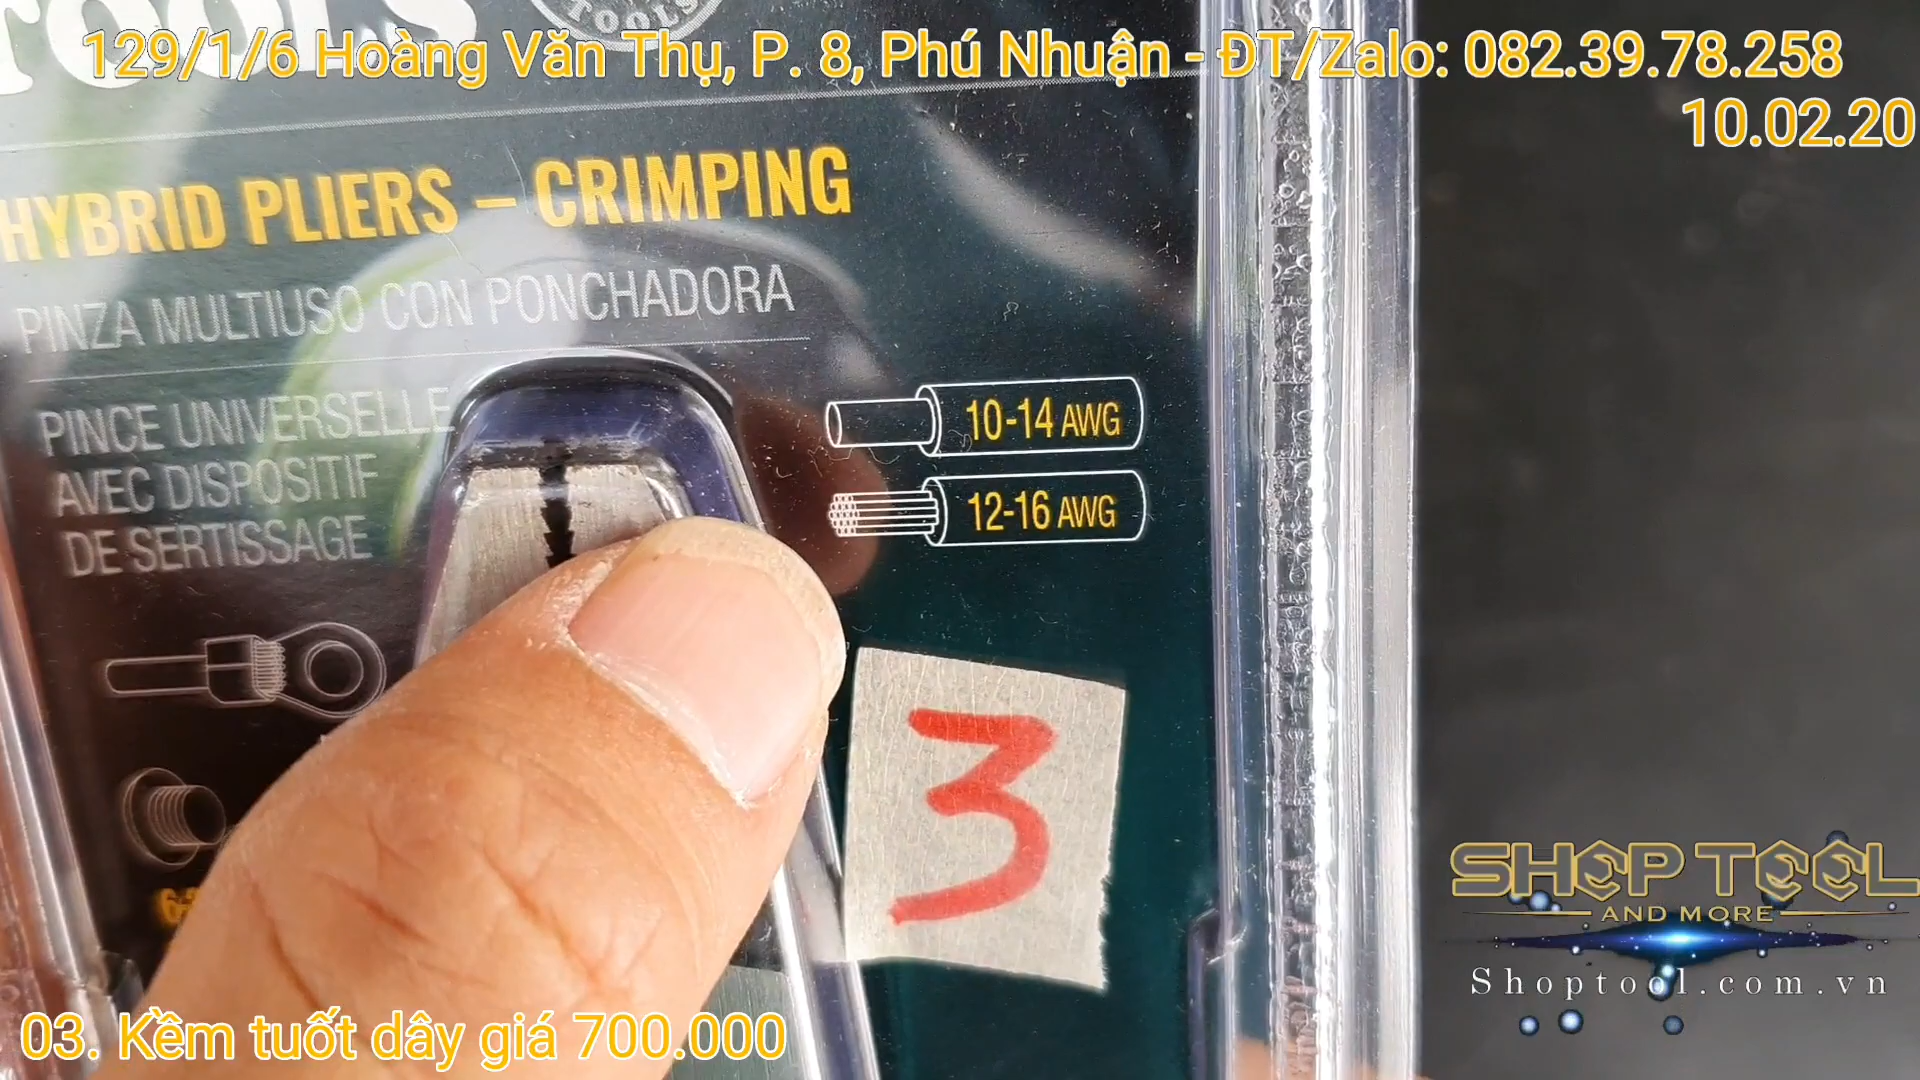 TOOLS
TOOLS
129/1/6 Hoàng Văn Thụ, P. 8, Phú Nhuận - ĐT/Zalo: 082.39.78.258
10.02.20
HYBRID PLIERS – CRIMPING
PINZA MULTIUSO CON PONCHADORA
PINCE UNIVERSELLE
AVEC DISPOSITIF
DE SERTISSAGE
10-14 AWG
12-16 AWG
3
SHOP TOOL
AND MORE
Shoptool.com.vn
03. Kềm tuốt dây giá 700.000